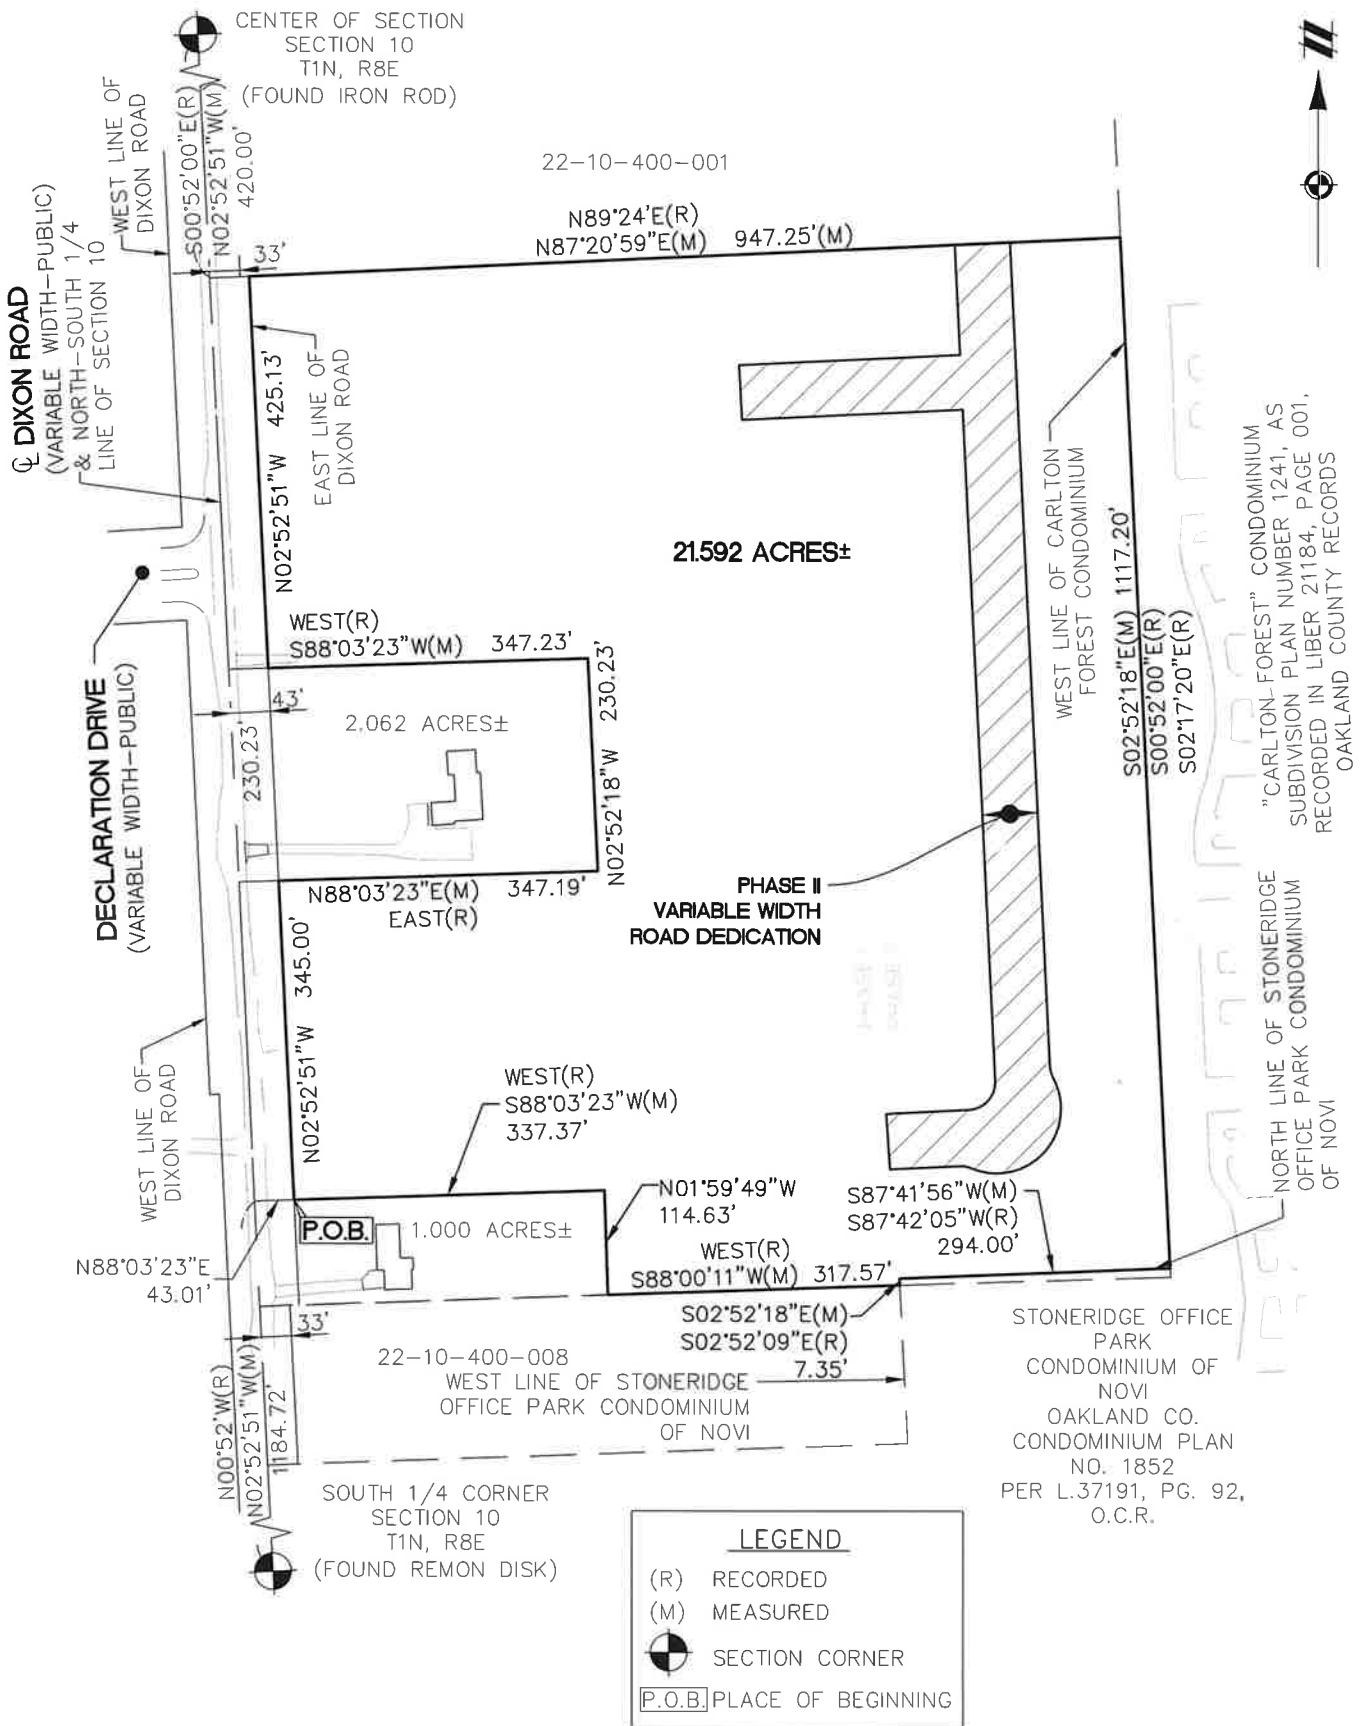 CENTER OF SECTION
SECTION 10
T1N, R8E
(FOUND IRON ROD)
WEST LINE OF
DIXON ROAD
S00°52'00"E(R)
N02°52'51"W(M)
420.00'
22-10-400-001
N89°24'E(R)
N87°20'59"E(M) 947.25'(M)
33'
℄ DIXON ROAD
(VARIABLE WIDTH-PUBLIC)
& NORTH-SOUTH 1/4
LINE OF SECTION 10
N02°52'51"W 425.13'
EAST LINE OF
DIXON ROAD
21.592 ACRES±
WEST LINE OF CARLTON
FOREST CONDOMINIUM
S02°52'18"E(M) 1117.20'
S00°52'00"E(R)
S02°17'20"E(R)
"CARLTON-FOREST" CONDOMINIUM
SUBDIVISION PLAN NUMBER 1241, AS
RECORDED IN LIBER 21184, PAGE 001,
OAKLAND COUNTY RECORDS
WEST(R)
S88°03'23"W(M) 347.23'
DECLARATION DRIVE
(VARIABLE WIDTH-PUBLIC)
43'
230.23'
2.062 ACRES±
N02°52'18"W 230.23'
N88°03'23"E(M) 347.19'
EAST(R)
PHASE II
VARIABLE WIDTH
ROAD DEDICATION
N02°52'51"W 345.00'
WEST LINE OF
DIXON ROAD
WEST(R)
S88°03'23"W(M)
337.37'
NORTH LINE OF STONERIDGE
OFFICE PARK CONDOMINIUM
OF NOVI
N01°59'49"W
114.63'
S87°41'56"W(M)
S87°42'05"W(R)
294.00'
P.O.B.
1.000 ACRES±
N88°03'23"E
43.01'
WEST(R)
S88°00'11"W(M) 317.57'
S02°52'18"E(M)
S02°52'09"E(R)
7.35'
33'
22-10-400-008
WEST LINE OF STONERIDGE
OFFICE PARK CONDOMINIUM
OF NOVI
STONERIDGE OFFICE
PARK
CONDOMINIUM OF
NOVI
OAKLAND CO.
CONDOMINIUM PLAN
NO. 1852
PER L.37191, PG. 92,
O.C.R.
N00°52'W(R)
N02°52'51"W(M)
1184.72'
SOUTH 1/4 CORNER
SECTION 10
T1N, R8E
(FOUND REMON DISK)
LEGEND
(R) RECORDED
(M) MEASURED
SECTION CORNER
P.O.B. PLACE OF BEGINNING